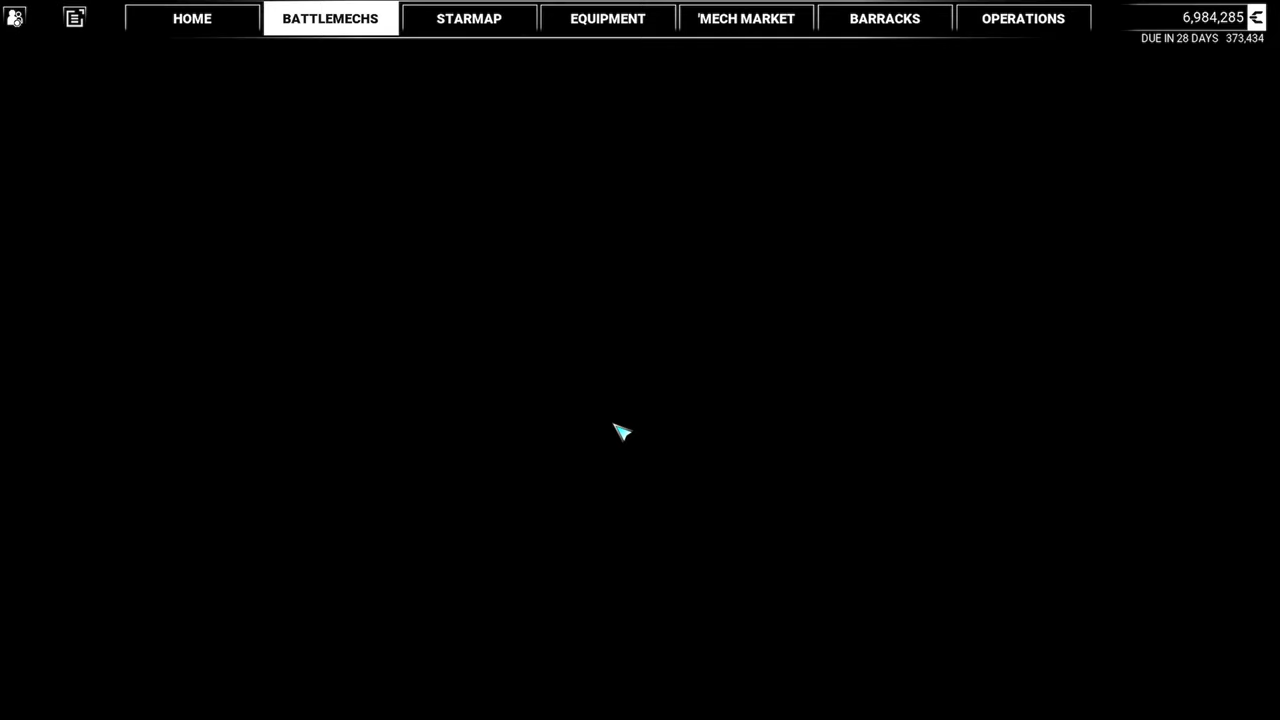 HOME BATTLEMECHS STARMAP EQUIPMENT 'MECH MARKET BARRACKS OPERATIONS 6,984,285
DUE IN 28 DAYS 373,434